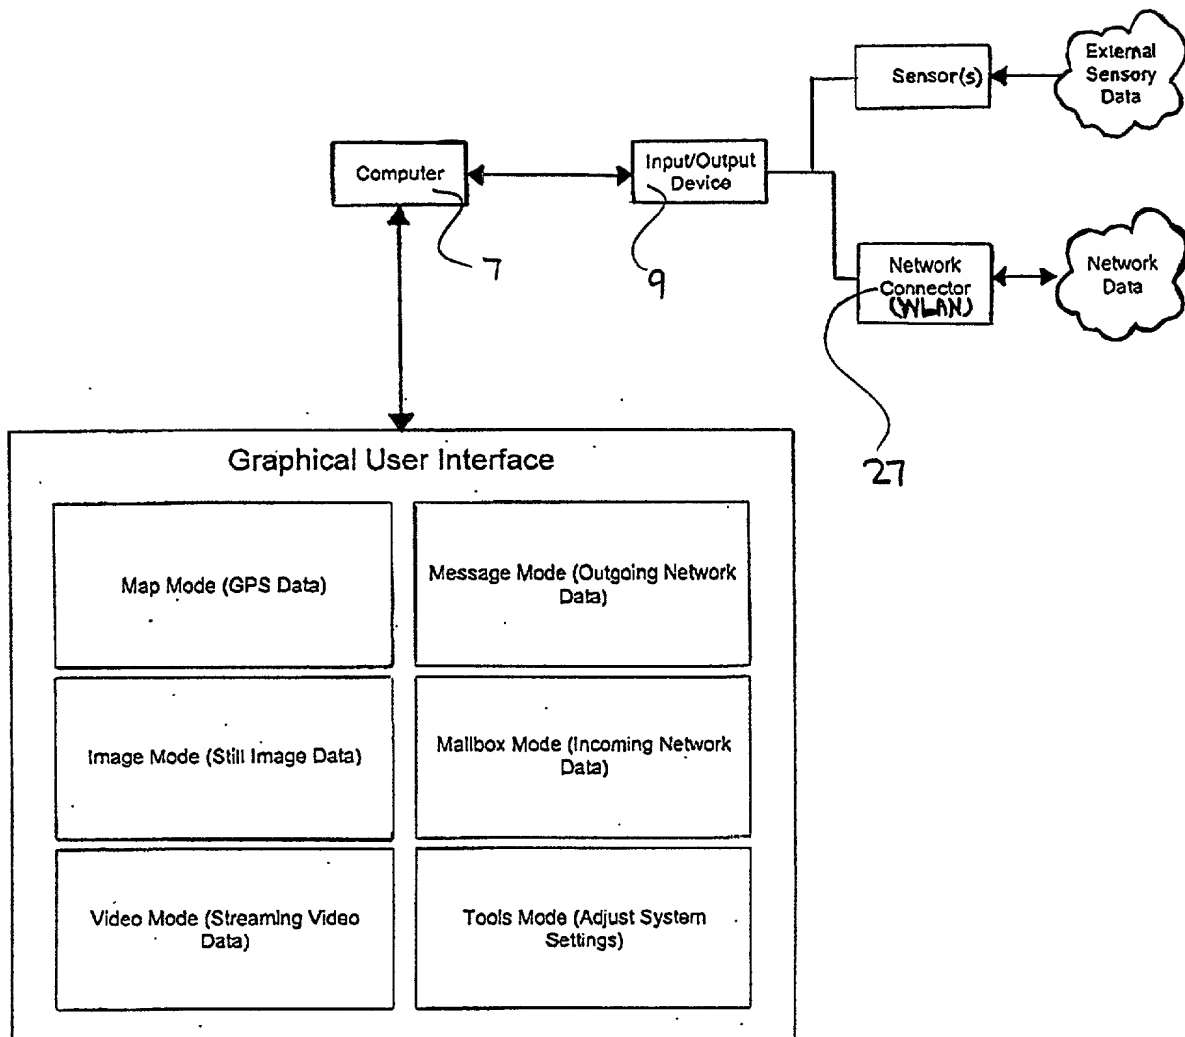 External
Sensory
Data
Sensor(s)
Computer
Input/Output
Device
7
9
Network
Connector
(WLAN)
Network
Data
27
Graphical User Interface
Map Mode (GPS Data)
Message Mode (Outgoing Network
Data)
Image Mode (Still Image Data)
Mailbox Mode (Incoming Network
Data)
Video Mode (Streaming Video
Data)
Tools Mode (Adjust System
Settings)